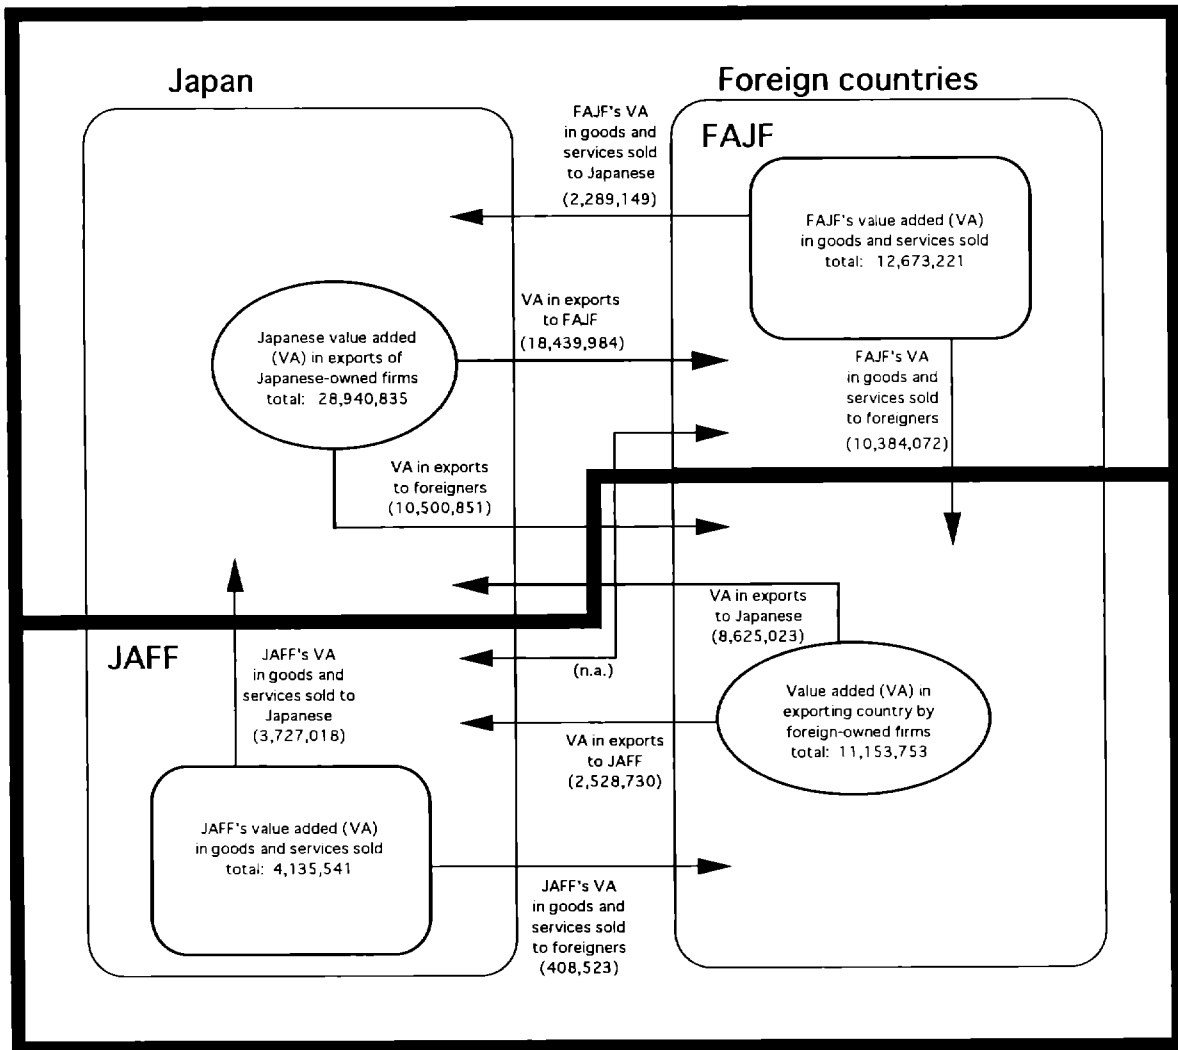 Japan
Foreign countries
FAJF's VA
in goods and
services sold
to Japanese
(2,289,149)
FAJF
FAJF's value added (VA)
in goods and services sold
total: 12,673,221
VA in exports
to FAJF
(18,439,984)
Japanese value added
(VA) in exports of
Japanese-owned firms
total: 28,940,835
FAJF's VA
in goods and
services sold
to foreigners
(10,384,072)
VA in exports
to foreigners
(10,500,851)
VA in exports
to Japanese
(8,625,023)
JAFF
JAFF's VA
in goods and
services sold to
Japanese
(3,727,018)
(n.a.)
Value added (VA) in
exporting country by
foreign-owned firms
total: 11,153,753
VA in exports
to JAFF
(2,528,730)
JAFF's value added (VA)
in goods and services sold
total: 4,135,541
JAFF's VA
in goods and
services sold
to foreigners
(408,523)